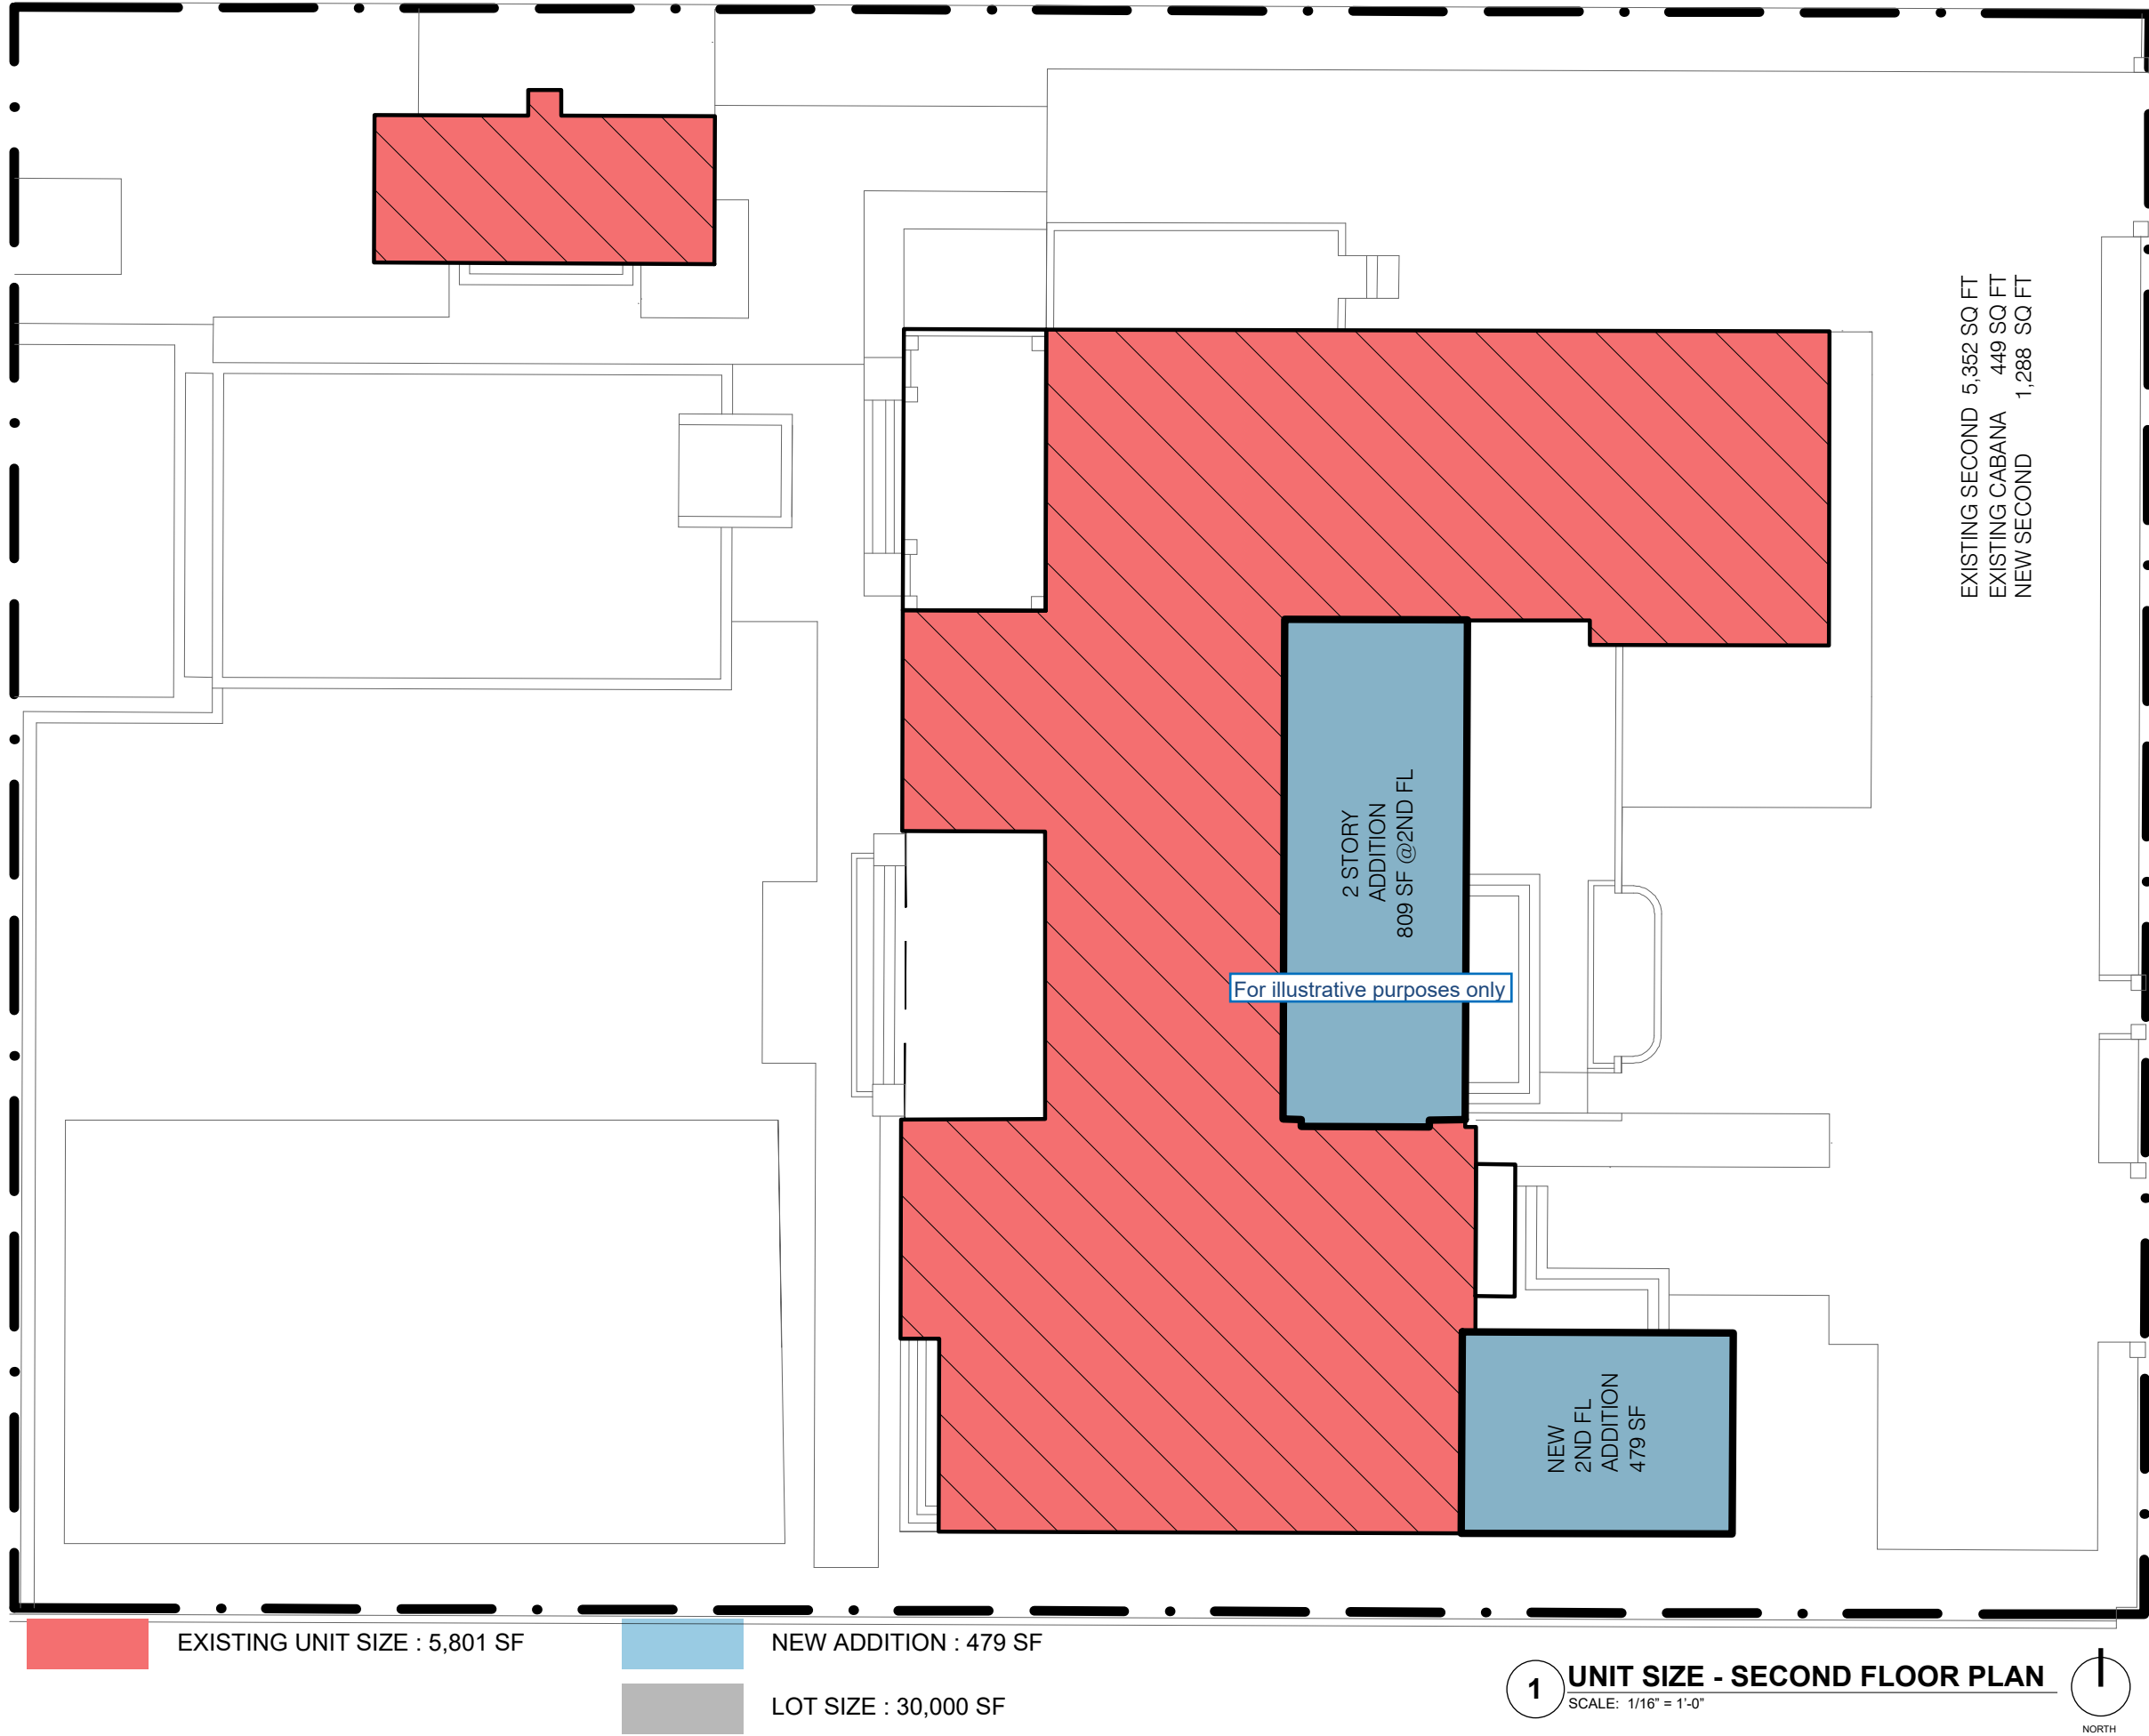 EXISTING SECOND 5,352 SQ FT
EXISTING CABANA 449 SQ FT
NEW SECOND 1,288 SQ FT
2 STORY
ADDITION
809 SF @2ND FL
For illustrative purposes only
NEW
2ND FL
ADDITION
479 SF
EXISTING UNIT SIZE : 5,801 SF
NEW ADDITION : 479 SF
LOT SIZE : 30,000 SF
1 UNIT SIZE - SECOND FLOOR PLAN
SCALE: 1/16" = 1'-0"
NORTH